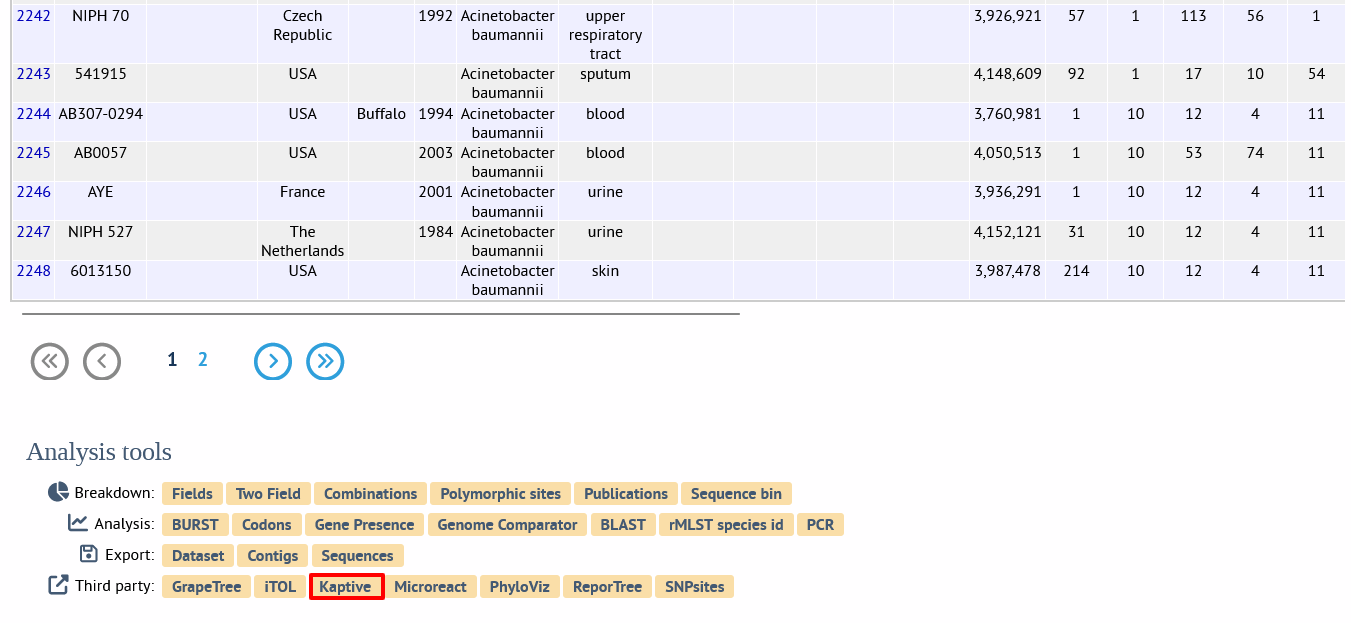 2242 NIPH 70 Czech Republic 1992 Acinetobacter baumannii upper respiratory tract 3,926,921 57 1 113 56 1
2243 541915 USA Acinetobacter baumannii sputum 4,148,609 92 1 17 10 54
2244 AB307-0294 USA Buffalo 1994 Acinetobacter baumannii blood 3,760,981 1 10 12 4 11
2245 AB0057 USA 2003 Acinetobacter baumannii blood 4,050,513 1 10 53 74 11
2246 AYE France 2001 Acinetobacter baumannii urine 3,936,291 1 10 12 4 11
2247 NIPH 527 The Netherlands 1984 Acinetobacter baumannii urine 4,152,121 31 10 12 4 11
2248 6013150 USA Acinetobacter baumannii skin 3,987,478 214 10 12 4 11
1 2
Analysis tools
Breakdown: Fields Two Field Combinations Polymorphic sites Publications Sequence bin
Analysis: BURST Codons Gene Presence Genome Comparator BLAST rMLST species id PCR
Export: Dataset Contigs Sequences
Third party: GrapeTree iTOL Kaptive Microreact PhyloViz ReporTree SNPsites